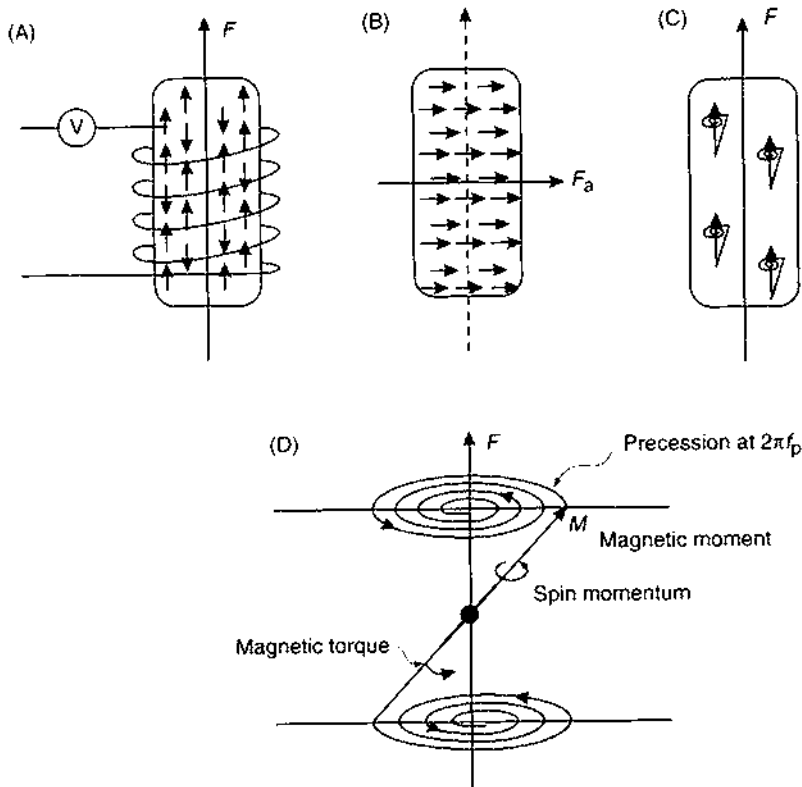 (A)
F
V
(B)
Fa
(C)
F
(D)
F
Precession at 2πfp
M
Magnetic moment
Spin momentum
Magnetic torque